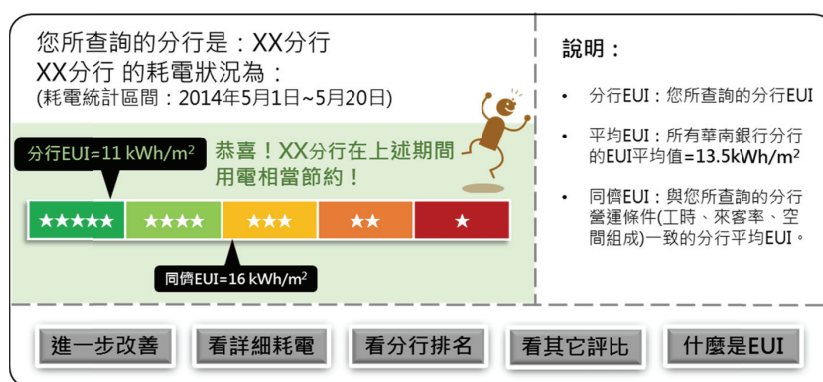 您所查詢的分行是：XX分行
XX分行 的耗電狀況為：
(耗電統計區間：2014年5月1日~5月20日)
分行EUI=11 kWh/m²
恭喜！XX分行在上述期間
用電相當節約！
★★★★★ ★★★★ ★★★ ★★ ★
同儕EUI=16 kWh/m²
說明：
• 分行EUI：您所查詢的分行EUI
• 平均EUI：所有華南銀行分行
的EUI平均值=13.5kWh/m²
• 同儕EUI：與您所查詢的分行
營運條件(工時、來客率、空
間組成)一致的分行平均EUI。
進一步改善 看詳細耗電 看分行排名 看其它評比 什麼是EUI